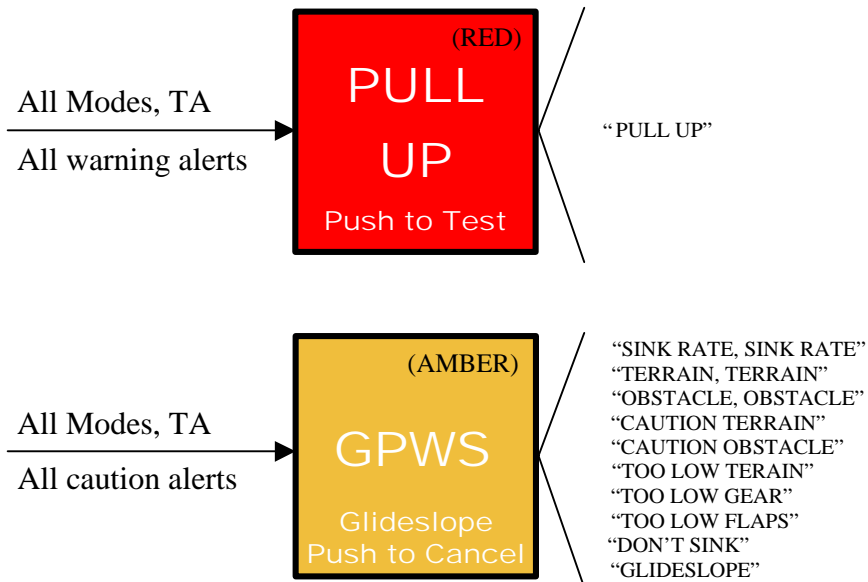 (RED)
PULL
UP
Push to Test
All Modes, TA
All warning alerts
“PULL UP”
(AMBER)
GPWS
Glideslope
Push to Cancel
All Modes, TA
All caution alerts
“SINK RATE, SINK RATE”
“TERRAIN, TERRAIN”
“OBSTACLE, OBSTACLE”
“CAUTION TERRAIN”
“CAUTION OBSTACLE”
“TOO LOW TERAIN”
“TOO LOW GEAR”
“TOO LOW FLAPS”
“DON’T SINK”
“GLIDESLOPE”